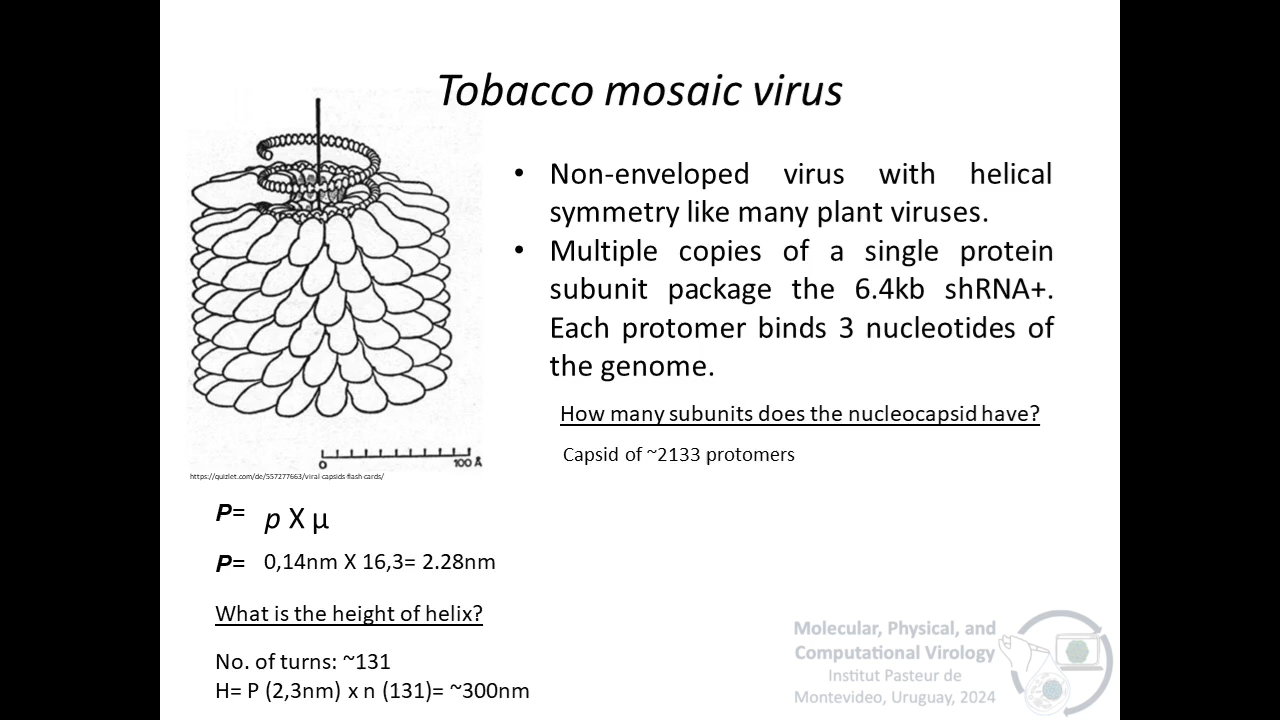 Tobacco mosaic virus
• Non-enveloped virus with helical
symmetry like many plant viruses.
• Multiple copies of a single protein
subunit package the 6.4kb shRNA+.
Each protomer binds 3 nucleotides of
the genome.
How many subunits does the nucleocapsid have?
Capsid of ~2133 protomers
0 100 Å
https://quizlet.com/de/557277663/viral capsids flash cards/
P= p X µ
P= 0,14nm X 16,3= 2.28nm
What is the height of helix?
No. of turns: ~131
H= P (2,3nm) x n (131)= ~300nm
Molecular, Physical, and
Computational Virology
Institut Pasteur de
Montevideo, Uruguay, 2024